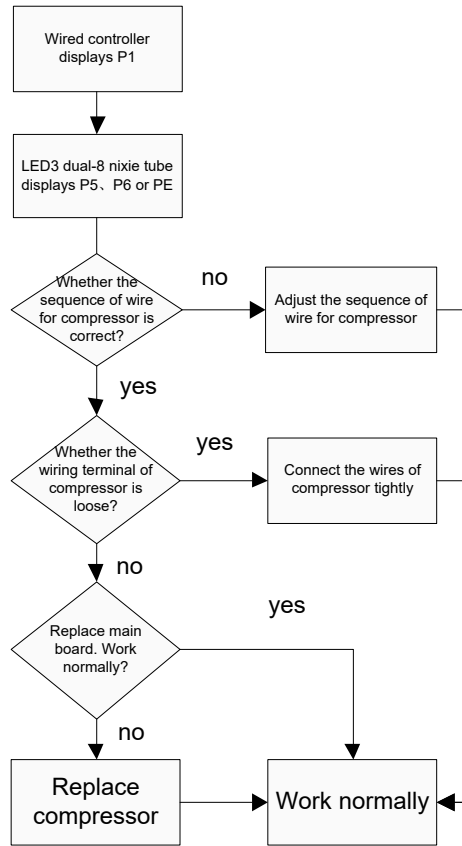 Wired controller
displays P1
LED3 dual-8 nixie tube
displays P5、P6 or PE
Whether the
sequence of wire
for compressor is
correct?
no
Adjust the sequence of
wire for compressor
yes
Whether the
wiring terminal of
compressor is
loose?
yes
Connect the wires of
compressor tightly
no
Replace main
board. Work
normally?
yes
no
Replace
compressor
Work normally